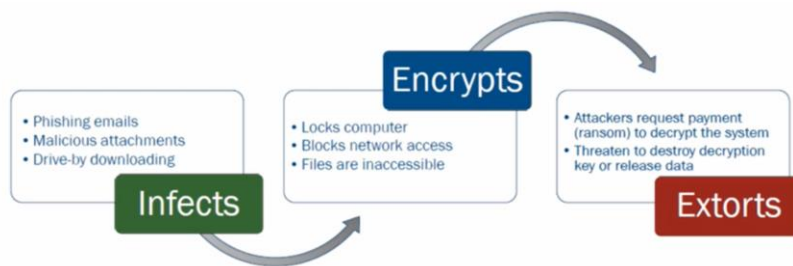 • Phishing emails
• Malicious attachments
• Drive-by downloading
Infects
Encrypts
• Locks computer
• Blocks network access
• Files are inaccessible
• Attackers request payment
(ransom) to decrypt the system
• Threaten to destroy decryption
key or release data
Extorts